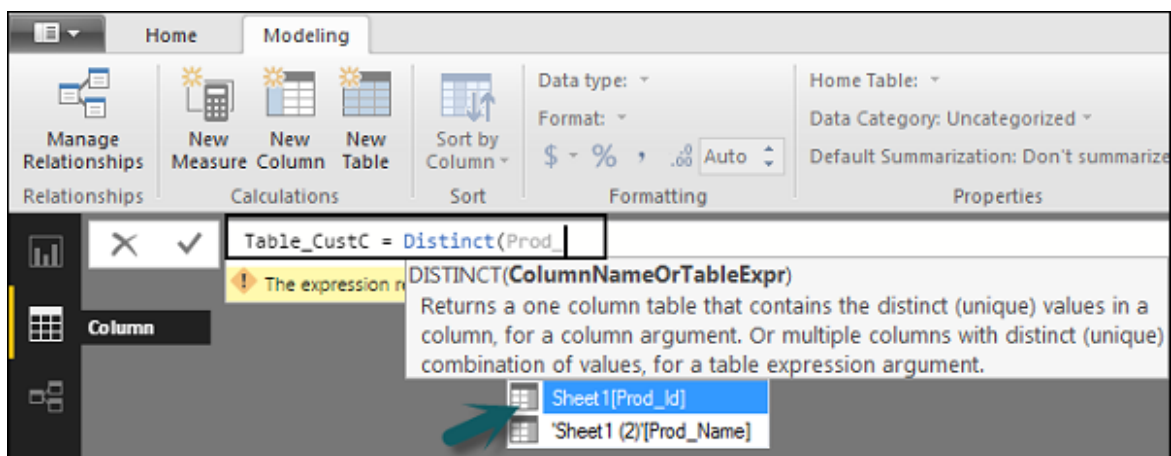 Home Modeling
Manage Relationships
New Measure
New Column
New Table
Sort by Column
Data type:
Format:
$ % , .00 Auto
Home Table:
Data Category: Uncategorized
Default Summarization: Don't summarize
Relationships Calculations Sort Formatting Properties
Table_CustC = Distinct(Prod_
The expression r
DISTINCT(ColumnNameOrTableExpr)
Returns a one column table that contains the distinct (unique) values in a
column, for a column argument. Or multiple columns with distinct (unique)
combination of values, for a table expression argument.
Column
Sheet1[Prod_Id]
'Sheet1 (2)'[Prod_Name]